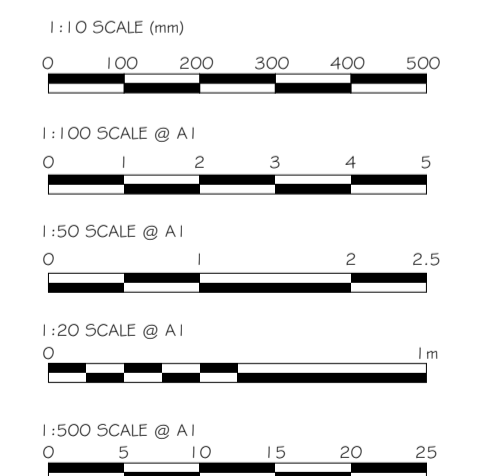 1:10 SCALE (mm)
0 100 200 300 400 500
1:100 SCALE @ A1
0 1 2 3 4 5
1:50 SCALE @ A1
0 1 2 2.5
1:20 SCALE @ A1
0 1m
1:500 SCALE @ A1
0 5 10 15 20 25